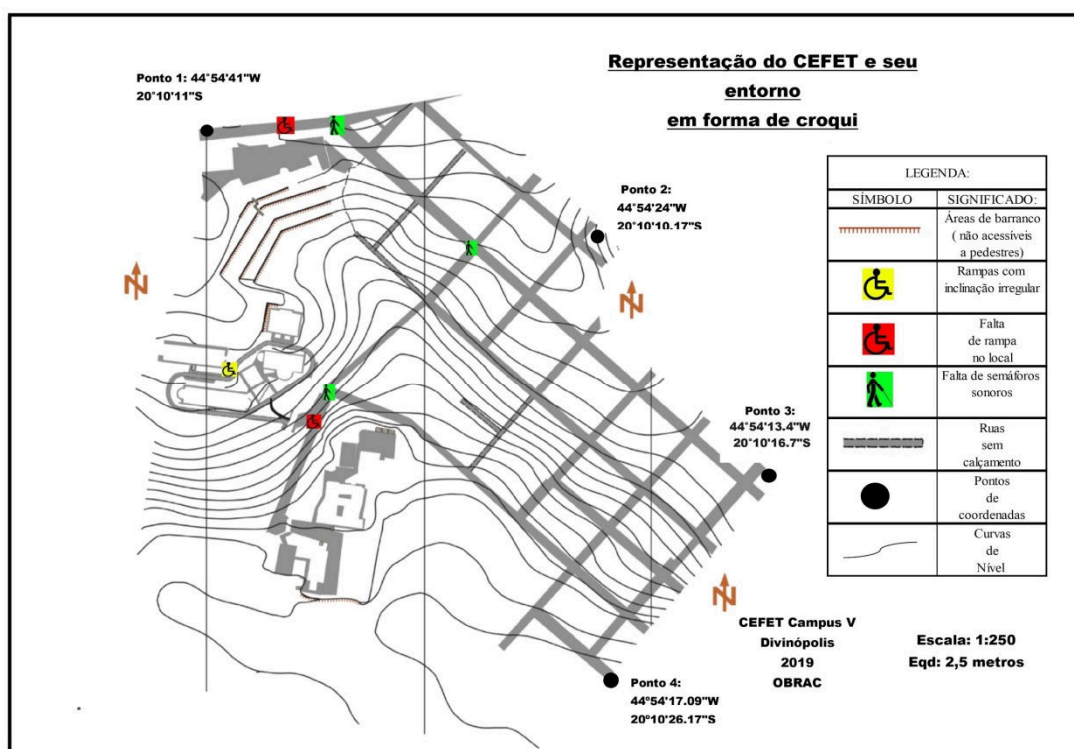 Representação do CEFET e seu
entorno
em forma de croqui
Ponto 1: 44°54'41"W
20°10'11"S
Ponto 2:
44°54'24"W
20°10'10.17"S
Ponto 3:
44°54'13.4"W
20°10'16.7"S
Ponto 4:
44°54'17.09"W
20°10'26.17"S
N
N
N
LEGENDA:
SÍMBOLO
SIGNIFICADO:
Áreas de barranco
( não acessíveis
a pedestres)
Rampas com
inclinação irregular
Falta
de rampa
no local
Falta de semáforos
sonoros
Ruas
sem
calçamento
Pontos
de
coordenadas
Curvas
de
Nível
CEFET Campus V
Divinópolis
2019
OBRAC
Escala: 1:250
Eqd: 2,5 metros